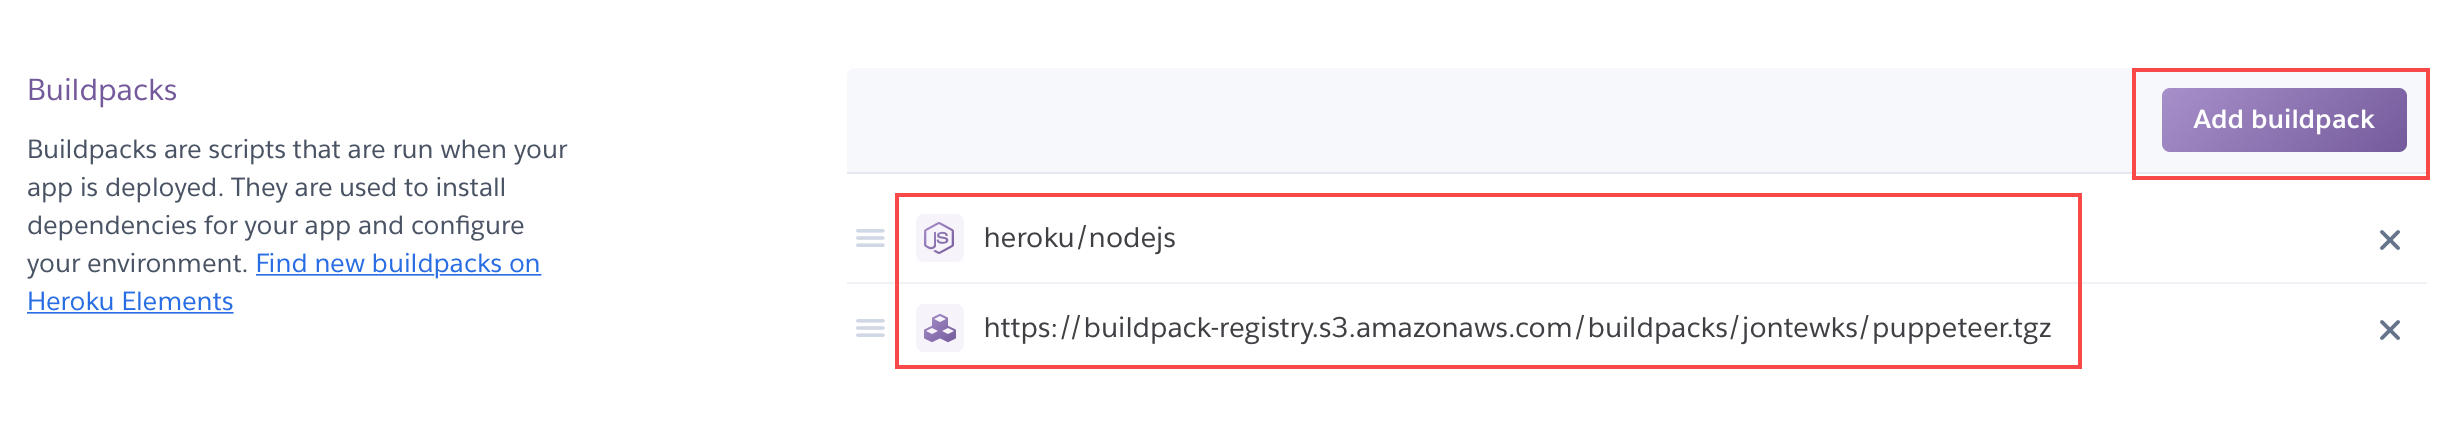 Buildpacks
Buildpacks are scripts that are run when your
app is deployed. They are used to install
dependencies for your app and configure
your environment. Find new buildpacks on
Heroku Elements
Add buildpack
JS heroku/nodejs
https://buildpack-registry.s3.amazonaws.com/buildpacks/jontewks/puppeteer.tgz